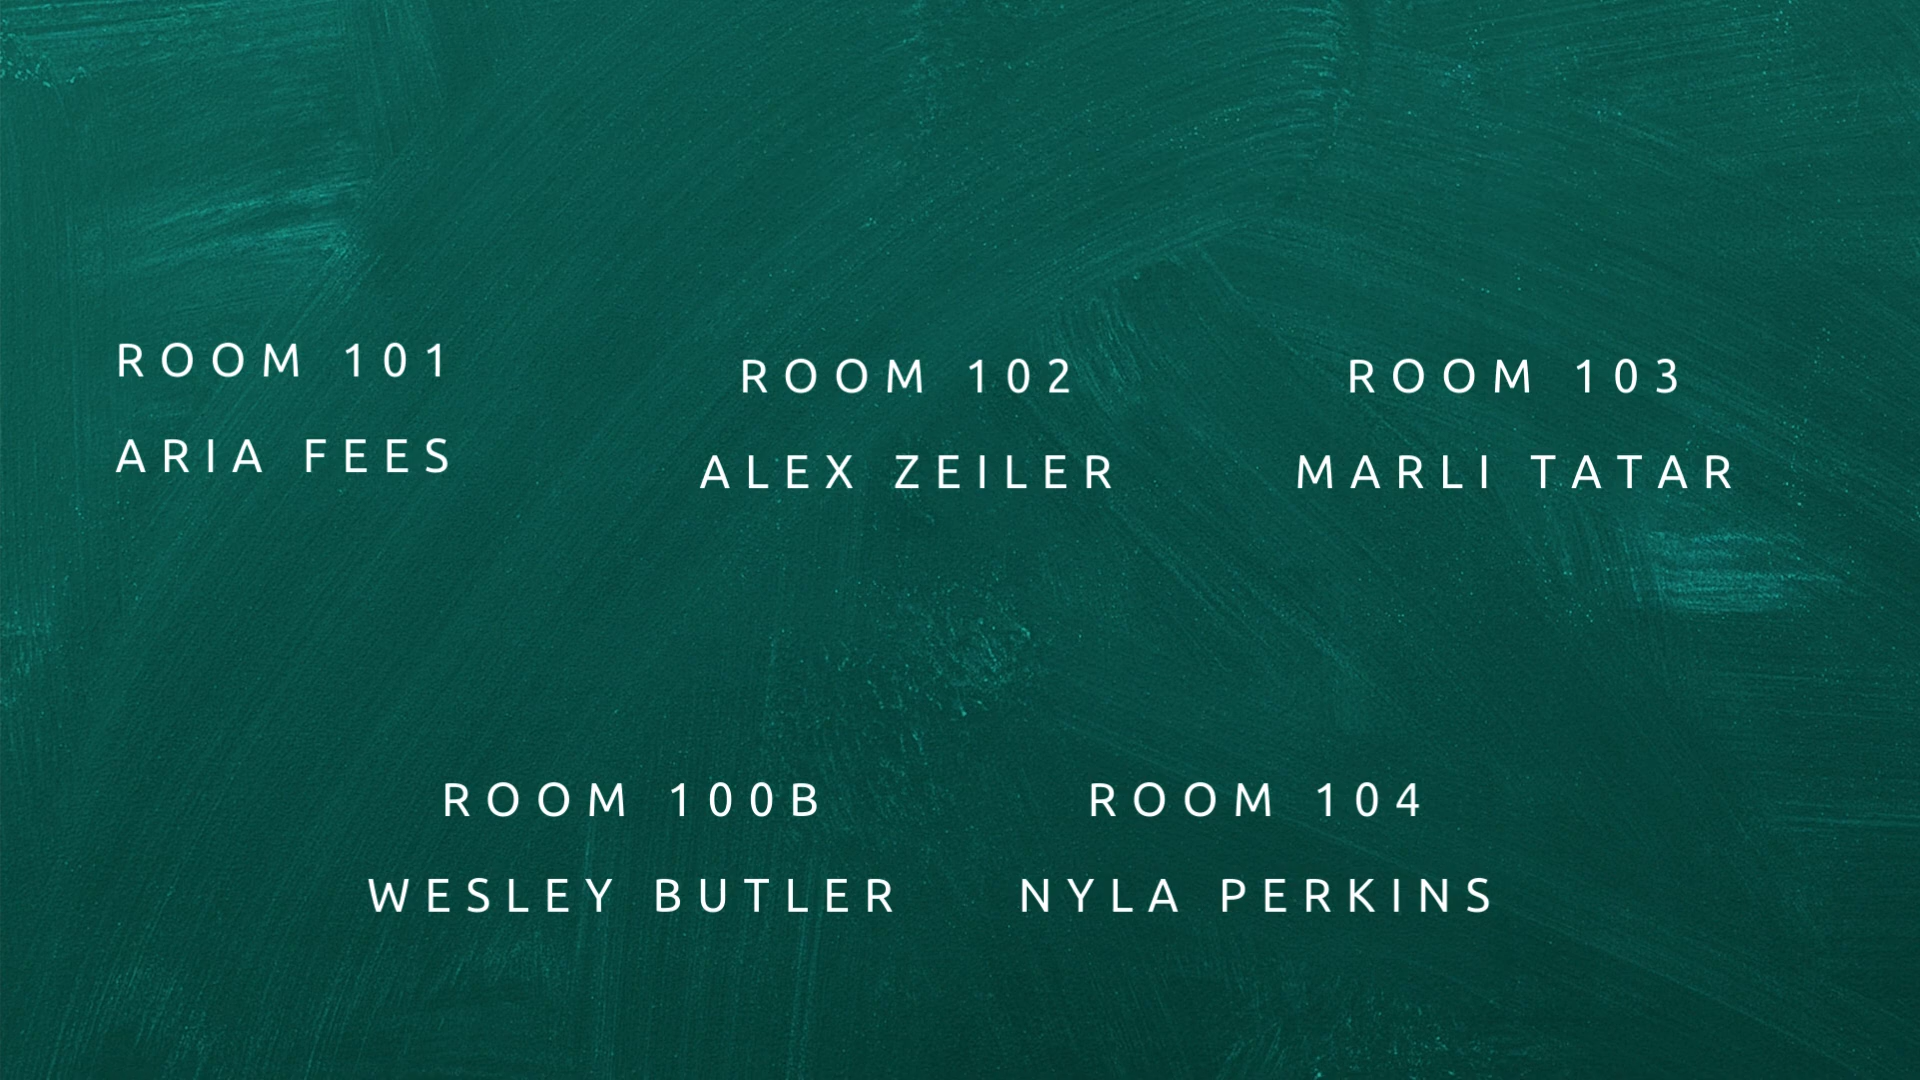 ROOM 101
ARIA FEES
ROOM 102
ALEX ZEILER
ROOM 103
MARLI TATAR
ROOM 100B
WESLEY BUTLER
ROOM 104
NYLA PERKINS